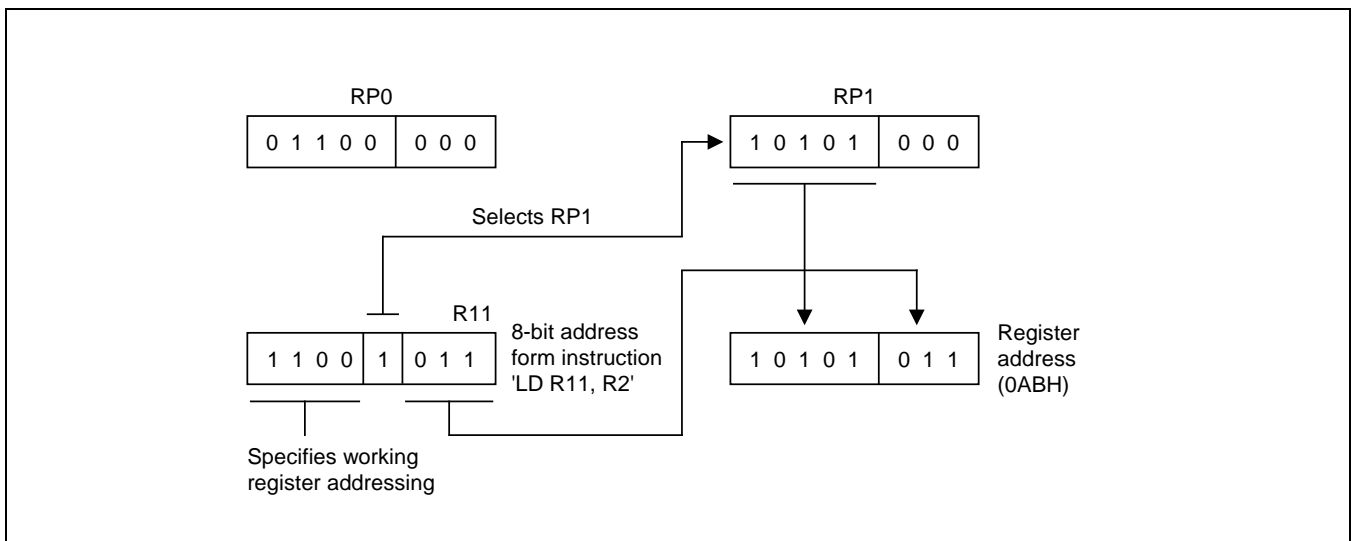 RP0
RP1
0 1 1 0 0 0 0 0
1 0 1 0 1 0 0 0
Selects RP1
R11
1 1 0 0 1 0 1 1
8-bit address
form instruction
'LD R11, R2'
1 0 1 0 1 0 1 1
Register
address
(0ABH)
Specifies working
register addressing